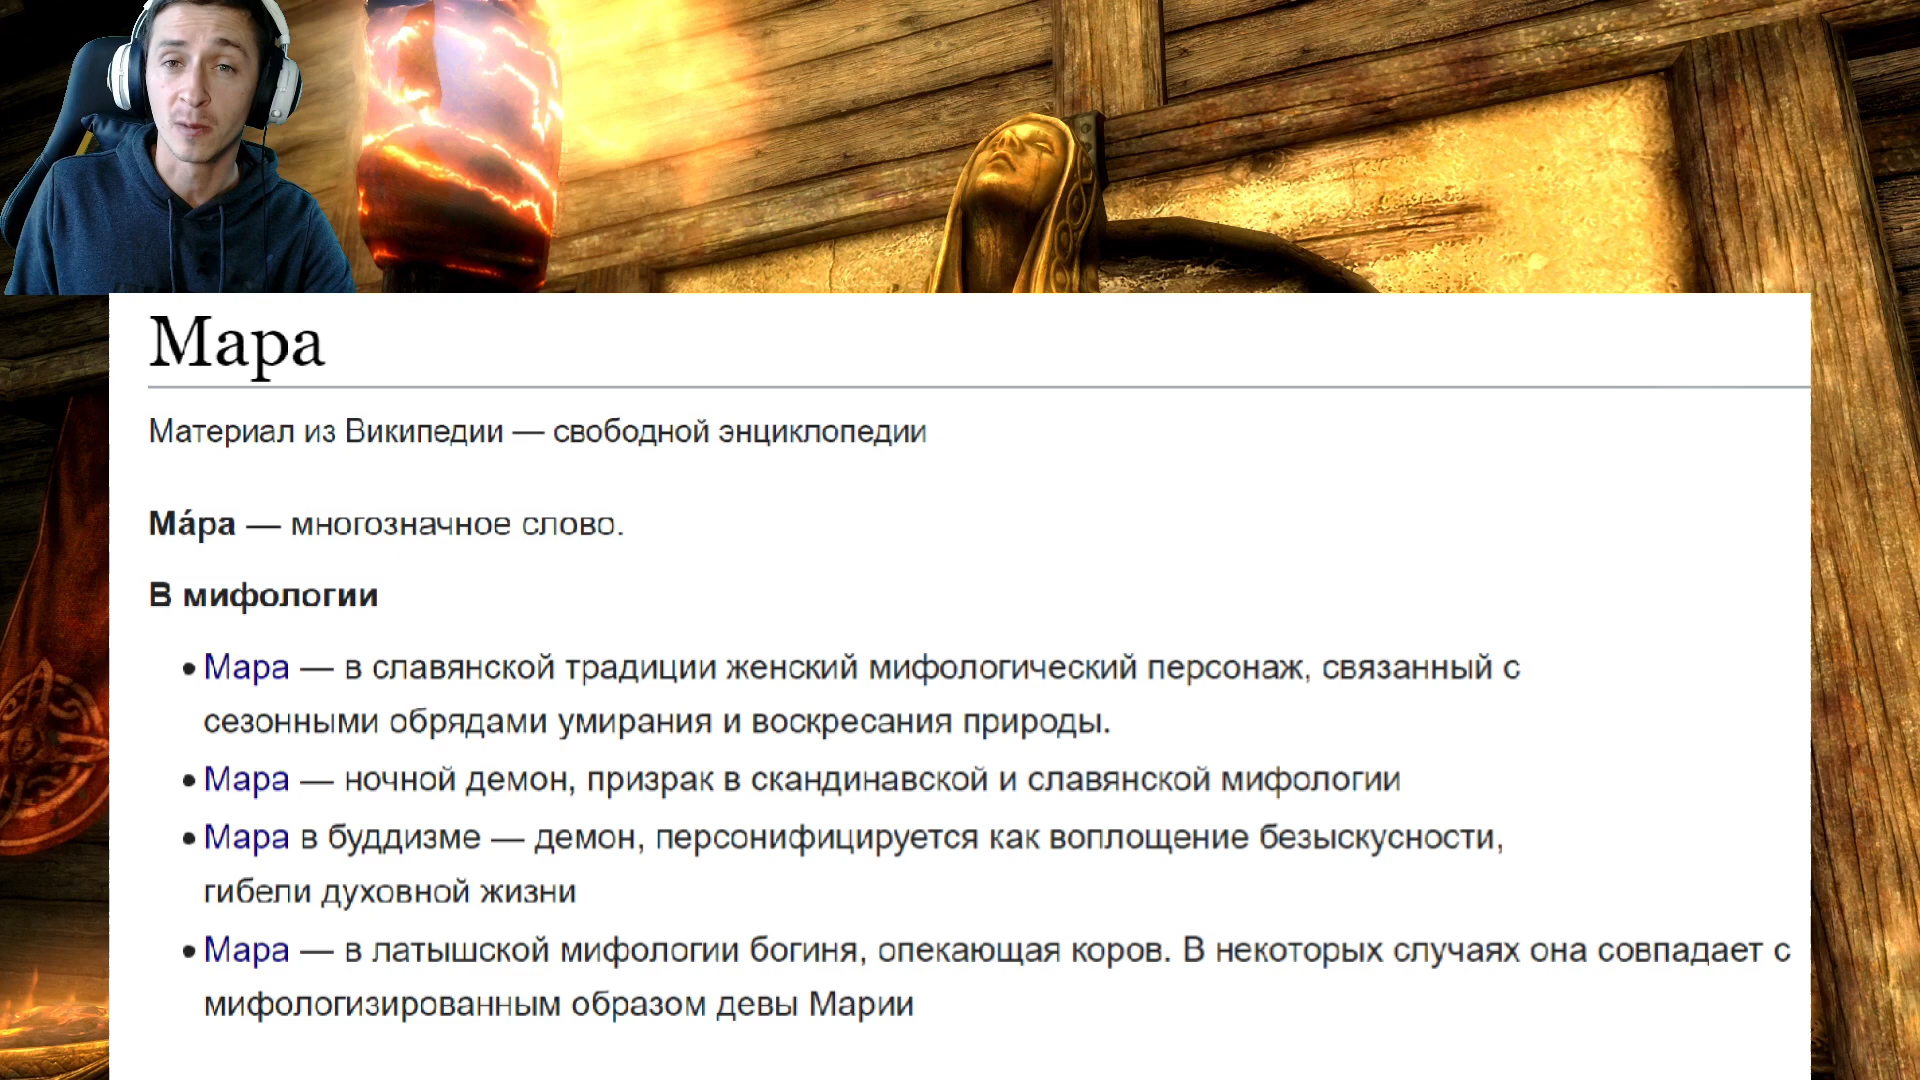 Мара
Материал из Википедии — свободной энциклопедии
Ма́ра — многозначное слово.
В мифологии
• Мара — в славянской традиции женский мифологический персонаж, связанный с
сезонными обрядами умирания и воскресания природы.
• Мара — ночной демон, призрак в скандинавской и славянской мифологии
• Мара в буддизме — демон, персонифицируется как воплощение безыскусности,
гибели духовной жизни
• Мара — в латышской мифологии богиня, опекающая коров. В некоторых случаях она совпадает с
мифологизированным образом девы Марии